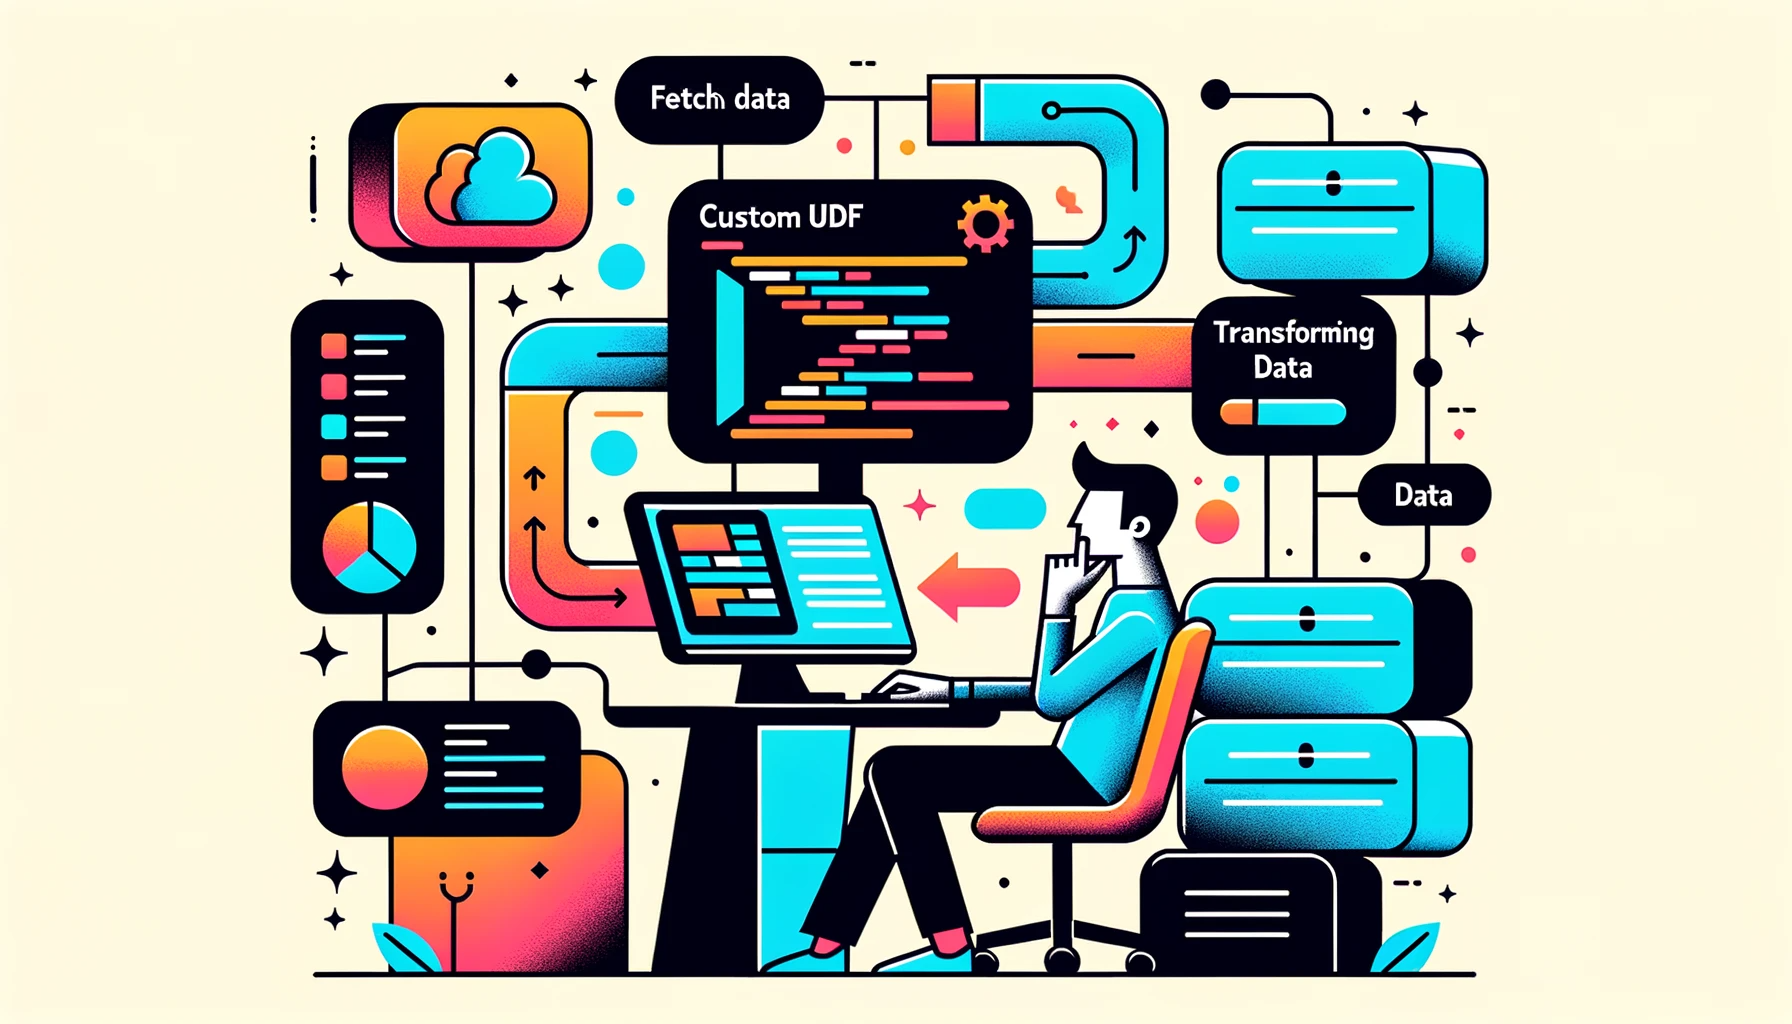 Fetch data
Custom UDF
Transforming
Data
Data